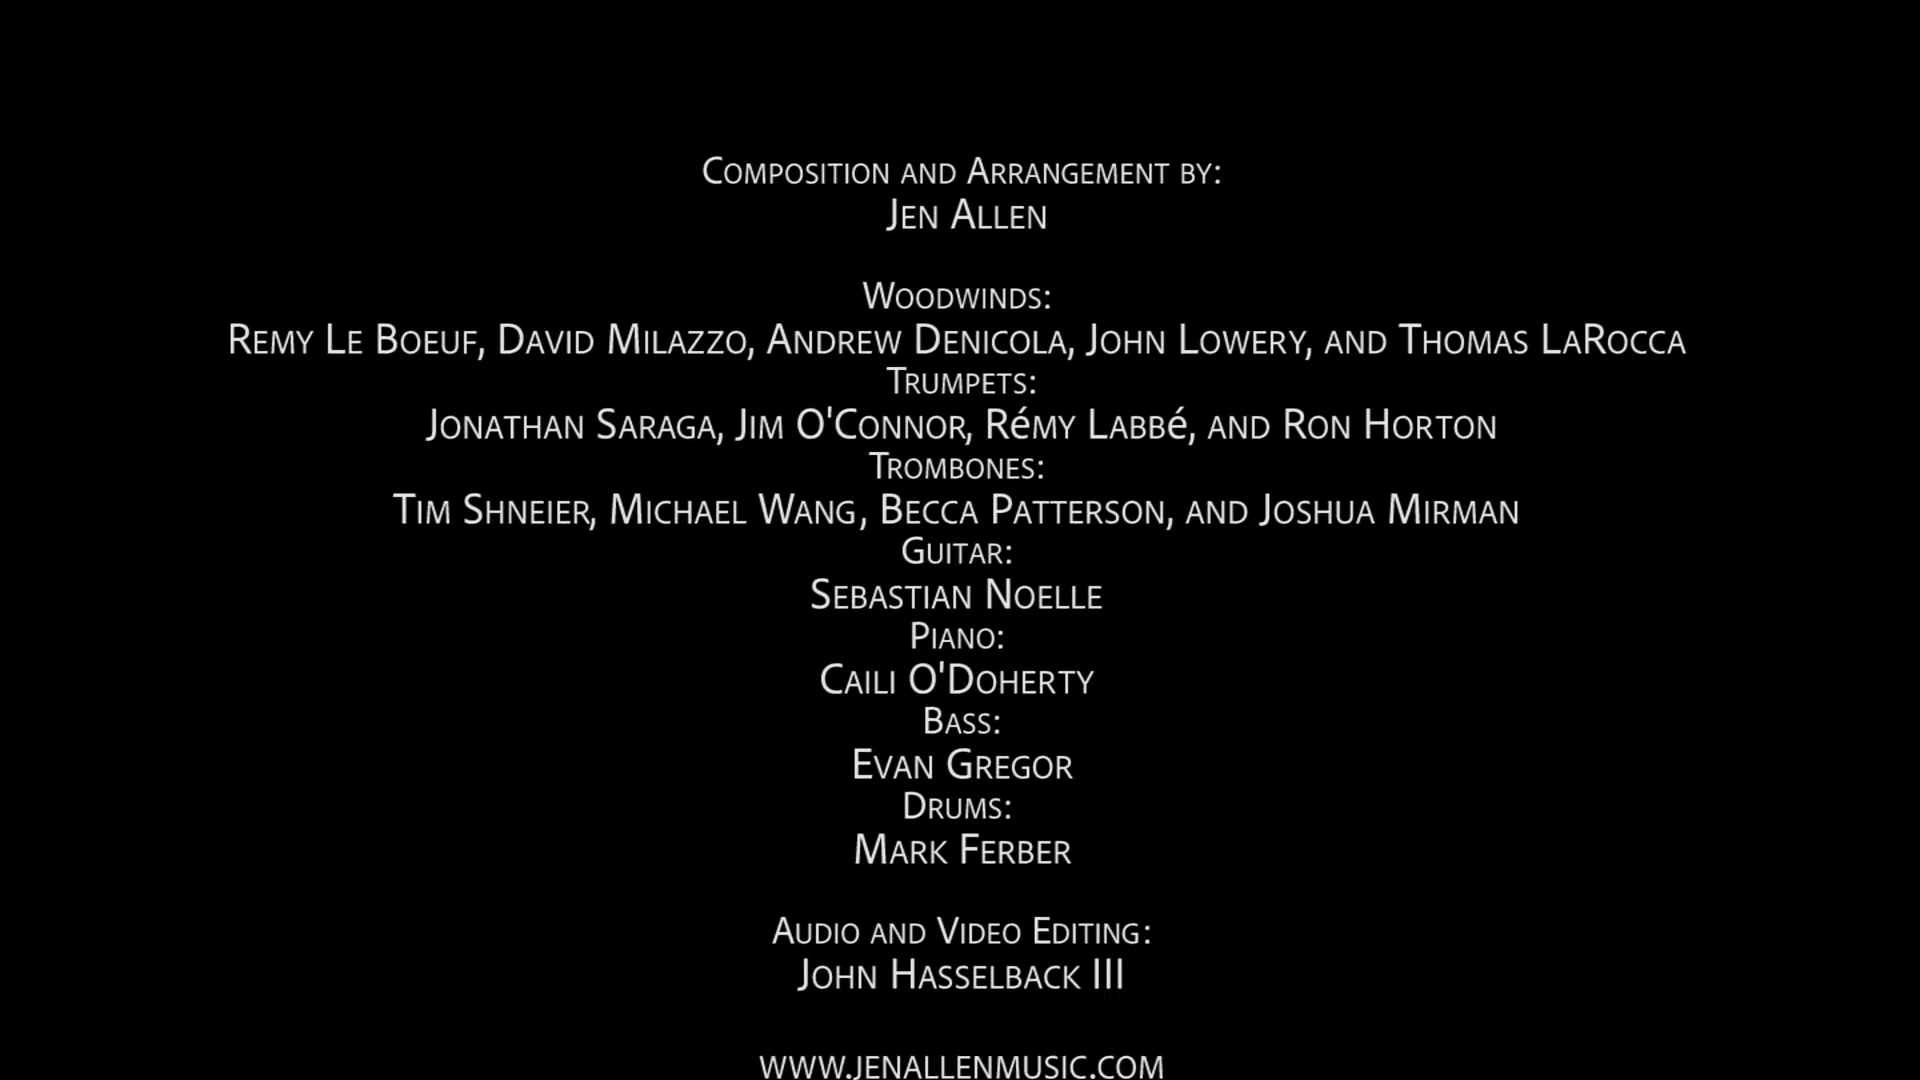 Composition and Arrangement by:
Jen Allen
Woodwinds:
Remy Le Boeuf, David Milazzo, Andrew Denicola, John Lowery, and Thomas LaRocca
Trumpets:
Jonathan Saraga, Jim O'Connor, Rémy Labbé, and Ron Horton
Trombones:
Tim Shneier, Michael Wang, Becca Patterson, and Joshua Mirman
Guitar:
Sebastian Noelle
Piano:
Caili O'Doherty
Bass:
Evan Gregor
Drums:
Mark Ferber
Audio and Video Editing:
John Hasselback III
www.jenallenmusic.com